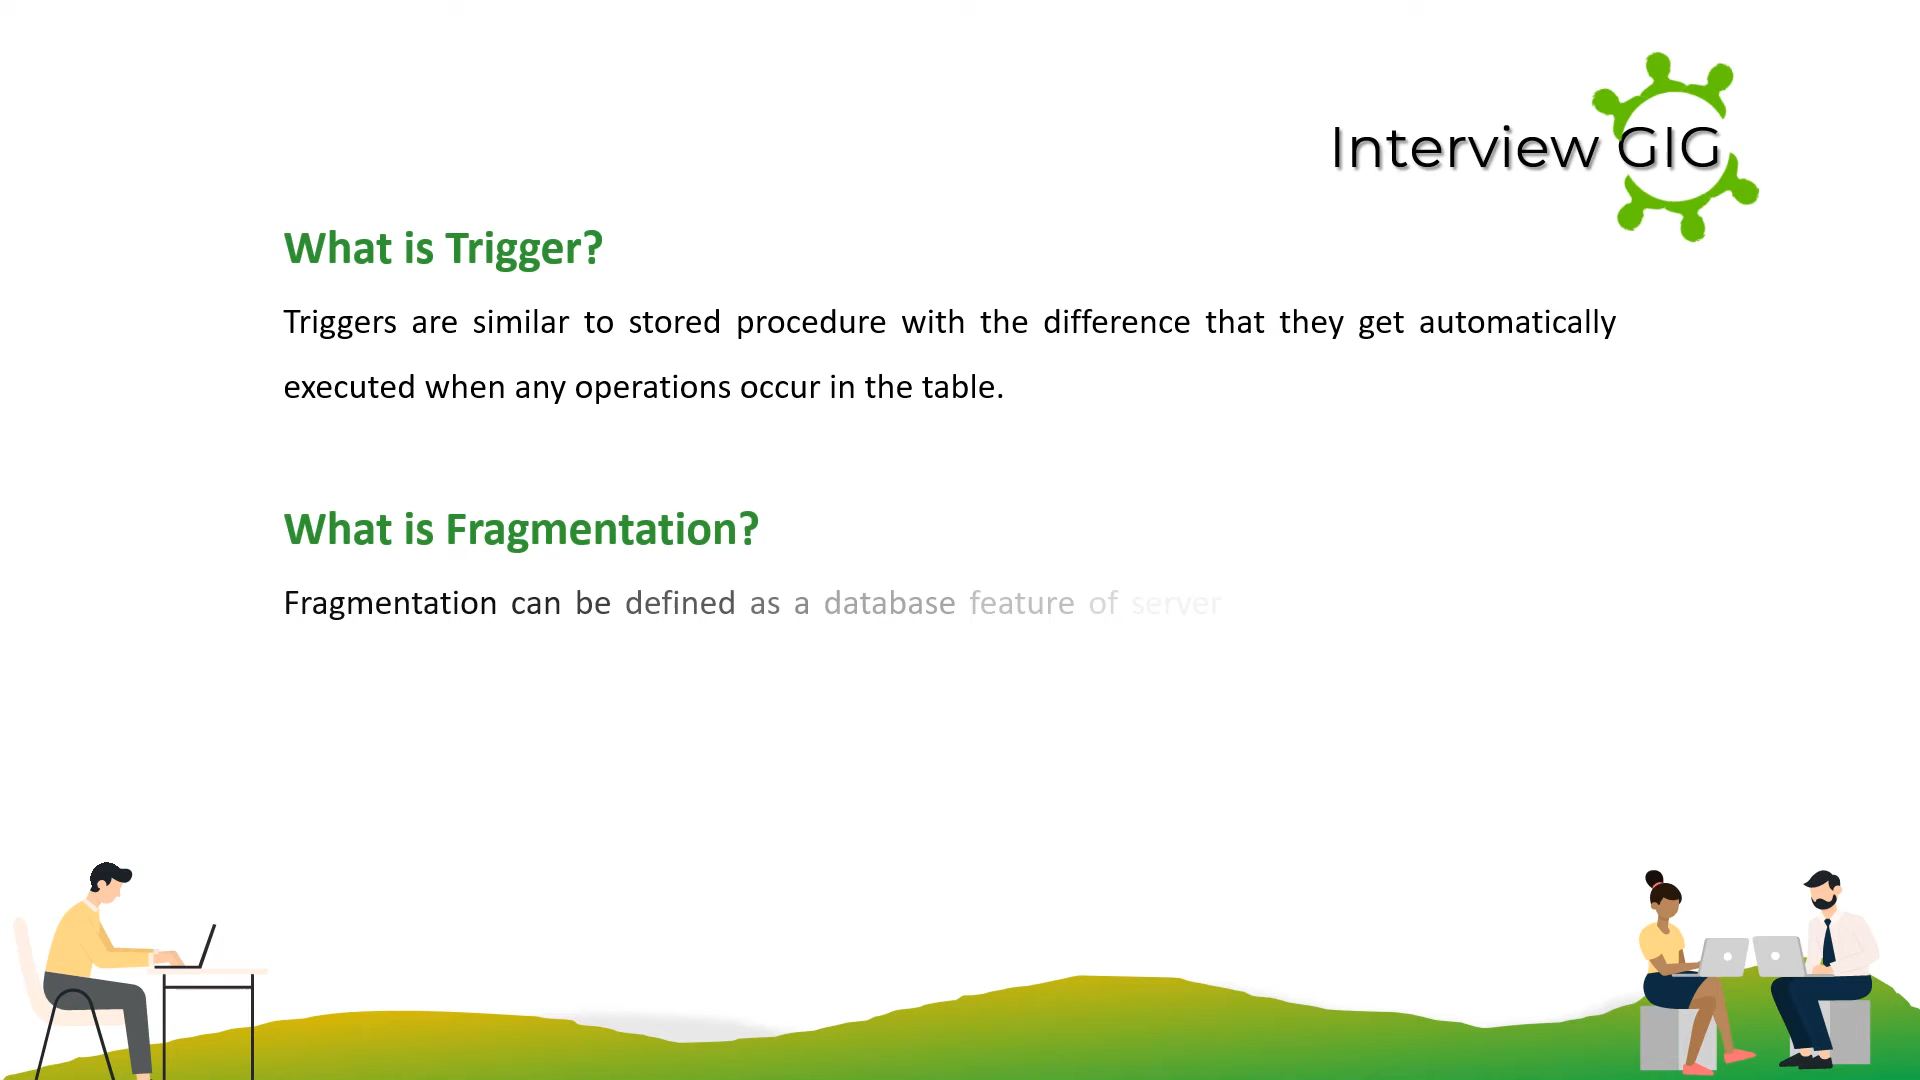 Interview GIG
What is Trigger?
Triggers are similar to stored procedure with the difference that they get automatically
executed when any operations occur in the table.
What is Fragmentation?
Fragmentation can be defined as a database feature of server